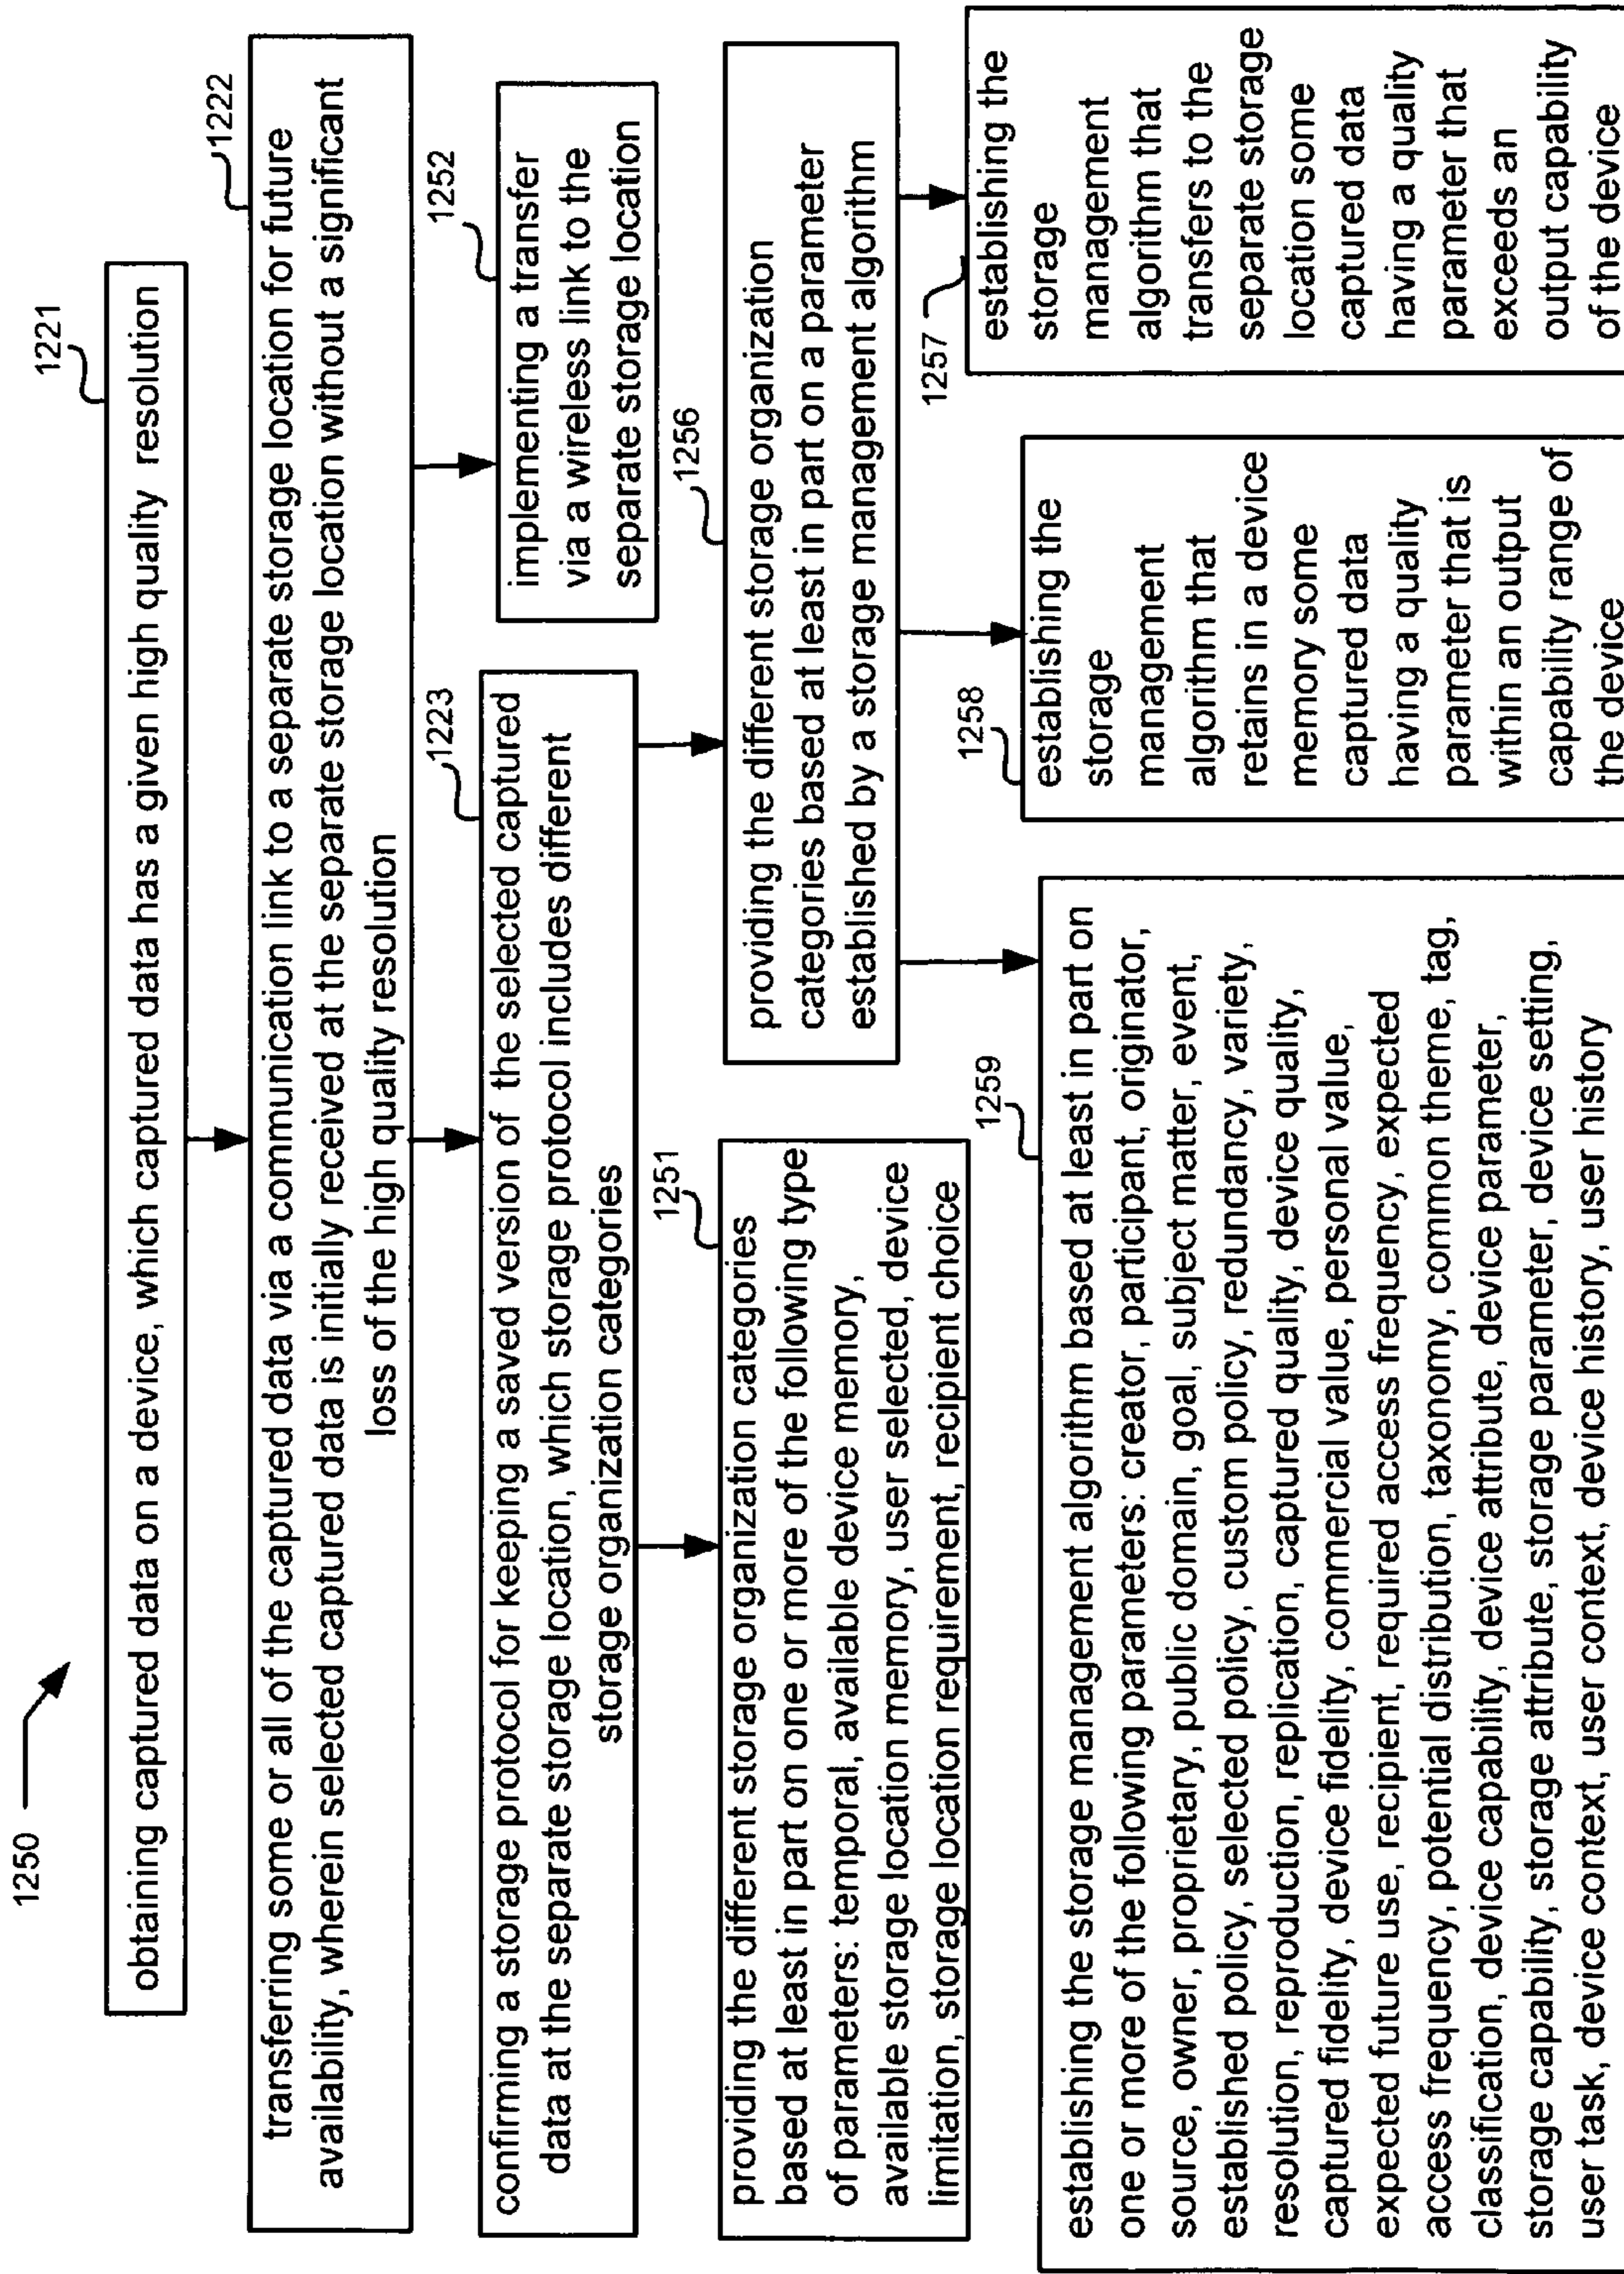 1250
1221
obtaining captured data on a device, which captured data has a given high quality resolution
1222
transferring some or all of the captured data via a communication link to a separate storage location for future
availability, wherein selected captured data is initially received at the separate storage location without a significant
loss of the high quality resolution
1223
confirming a storage protocol for keeping a saved version of the selected captured
data at the separate storage location, which storage protocol includes different
storage organization categories
1252
implementing a transfer
via a wireless link to the
separate storage location
1251
providing the different storage organization categories
based at least in part on one or more of the following type
of parameters: temporal, available device memory,
available storage location memory, user selected, device
limitation, storage location requirement, recipient choice
1256
providing the different storage organization
categories based at least in part on a parameter
established by a storage management algorithm
1259
establishing the storage management algorithm based at least in part on
one or more of the following parameters: creator, participant, originator,
source, owner, proprietary, public domain, goal, subject matter, event,
established policy, selected policy, custom policy, redundancy, variety,
resolution, reproduction, replication, captured quality, device quality,
captured fidelity, device fidelity, commercial value, personal value,
expected future use, recipient, required access frequency, expected
access frequency, potential distribution, taxonomy, common theme, tag,
classification, device capability, device attribute, device parameter,
storage capability, storage attribute, storage parameter, device setting,
user task, device context, user context, device history, user history
1258
establishing the
storage
management
algorithm that
retains in a device
memory some
captured data
having a quality
parameter that is
within an output
capability range of
the device
1257
establishing the
storage
management
algorithm that
transfers to the
separate storage
location some
captured data
having a quality
parameter that
exceeds an
output capability
of the device